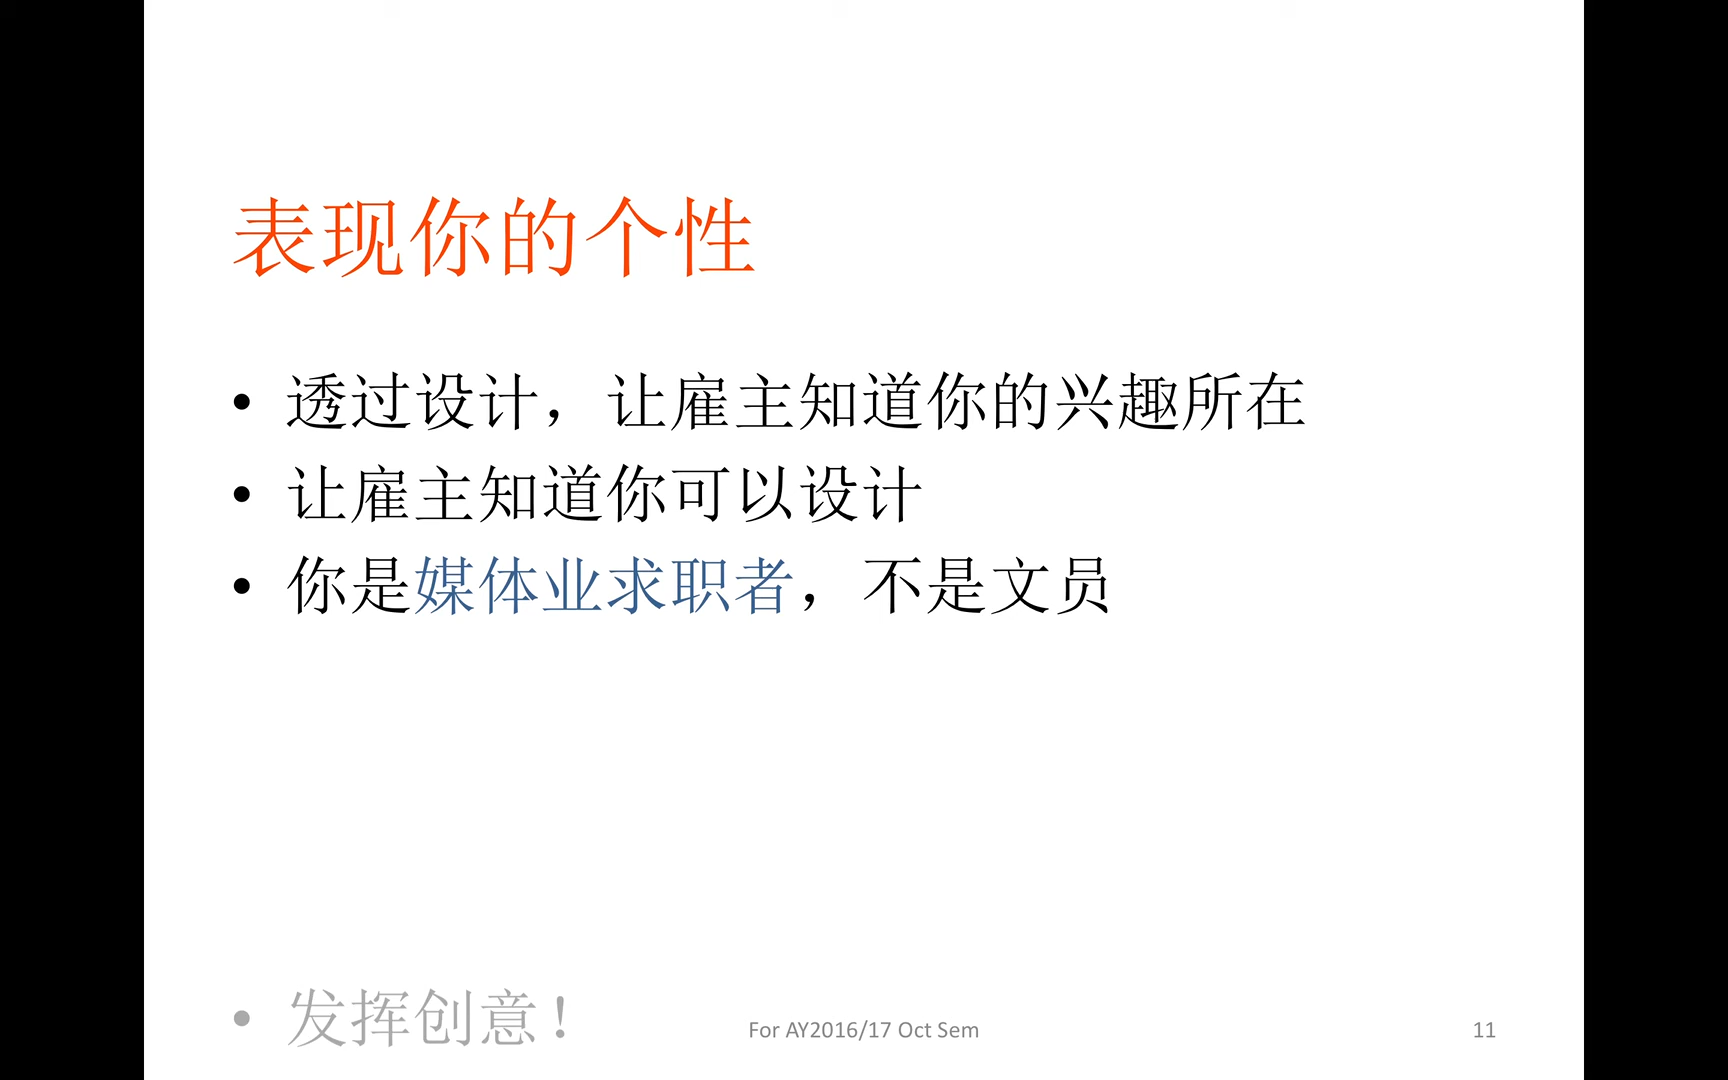 表现你的个性
• 透过设计，让雇主知道你的兴趣所在
• 让雇主知道你可以设计
• 你是媒体业求职者，不是文员
• 发挥创意！
For AY2016/17 Oct Sem
11